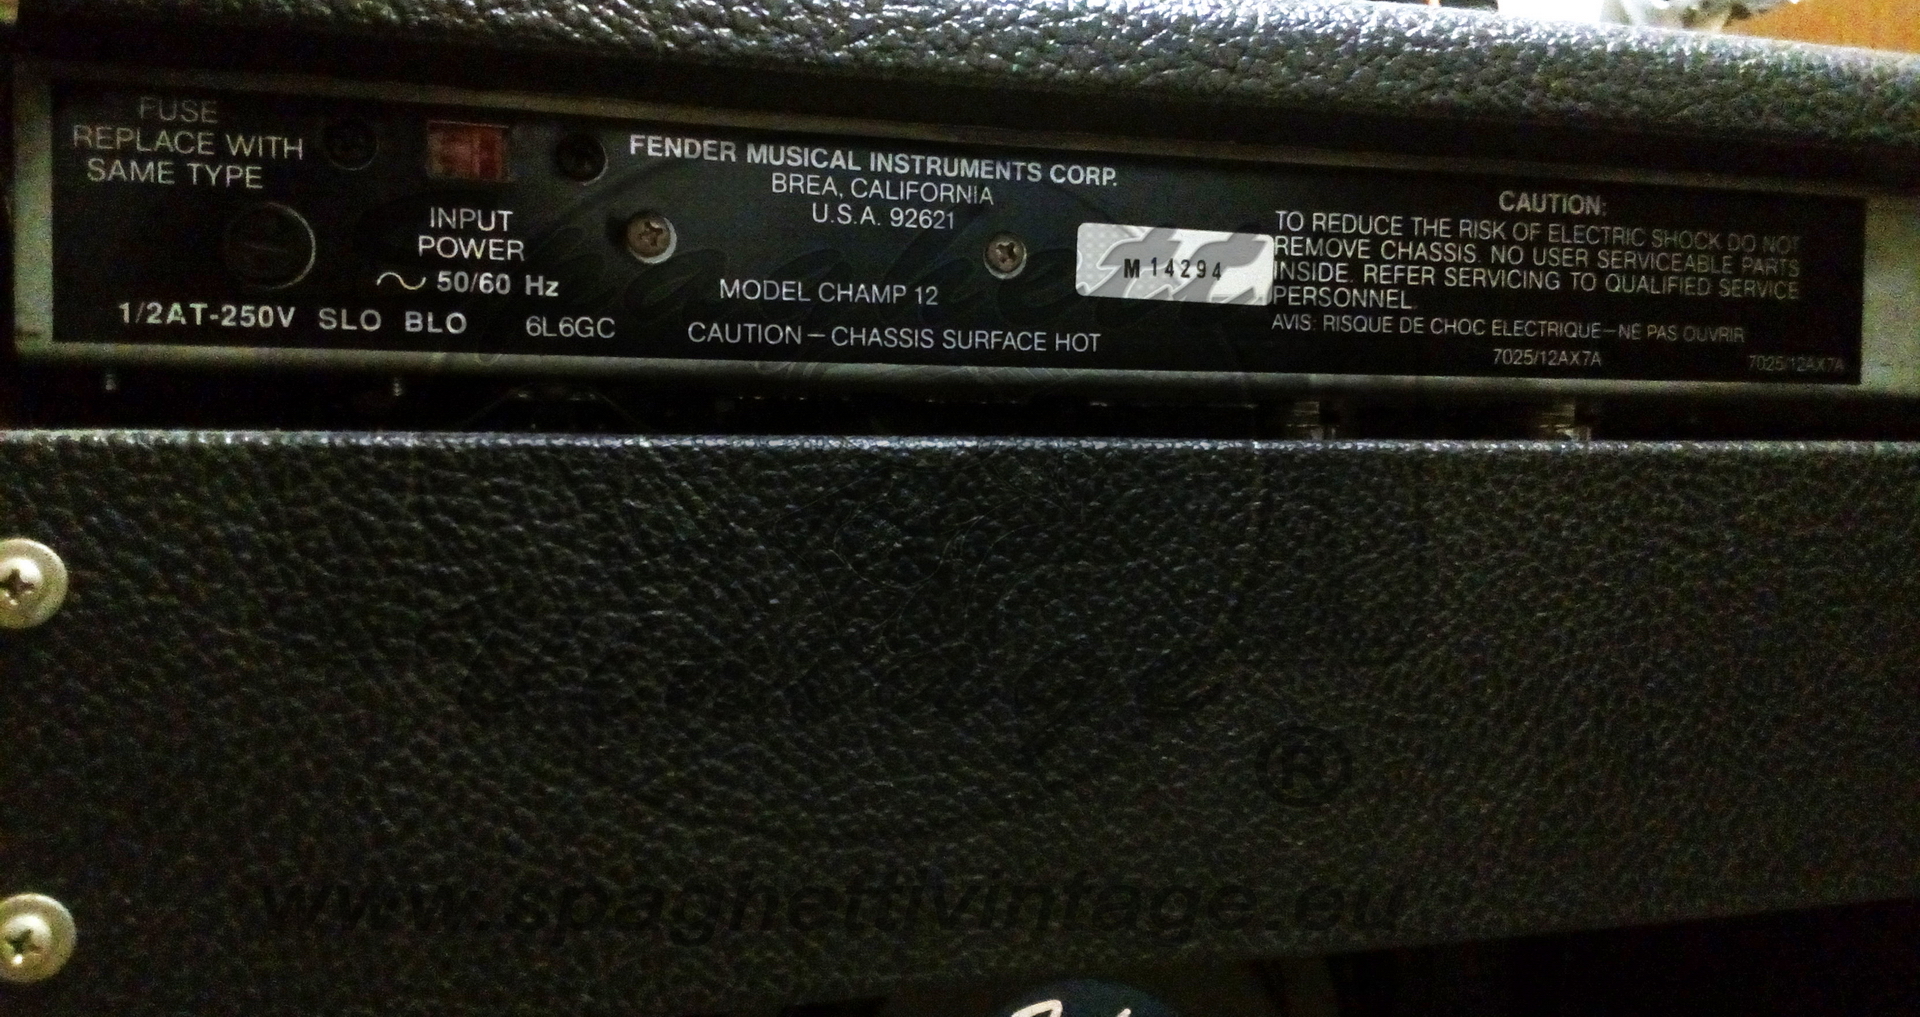 FUSE
REPLACE WITH
SAME TYPE
INPUT
POWER
50/60 Hz
1/2AT-250V SLO BLO
6L6GC
FENDER MUSICAL INSTRUMENTS CORP.
BREA, CALIFORNIA
U.S.A. 92621
MODEL CHAMP 12
CAUTION – CHASSIS SURFACE HOT
M 14294
CAUTION:
TO REDUCE THE RISK OF ELECTRIC SHOCK DO NOT
REMOVE CHASSIS. NO USER SERVICEABLE PARTS
INSIDE. REFER SERVICING TO QUALIFIED SERVICE
PERSONNEL.
AVIS: RISQUE DE CHOC ELECTRIQUE – NE PAS OUVRIR
7025/12AX7A
7025/12AX7A
®
www.spaghettivintage.eu